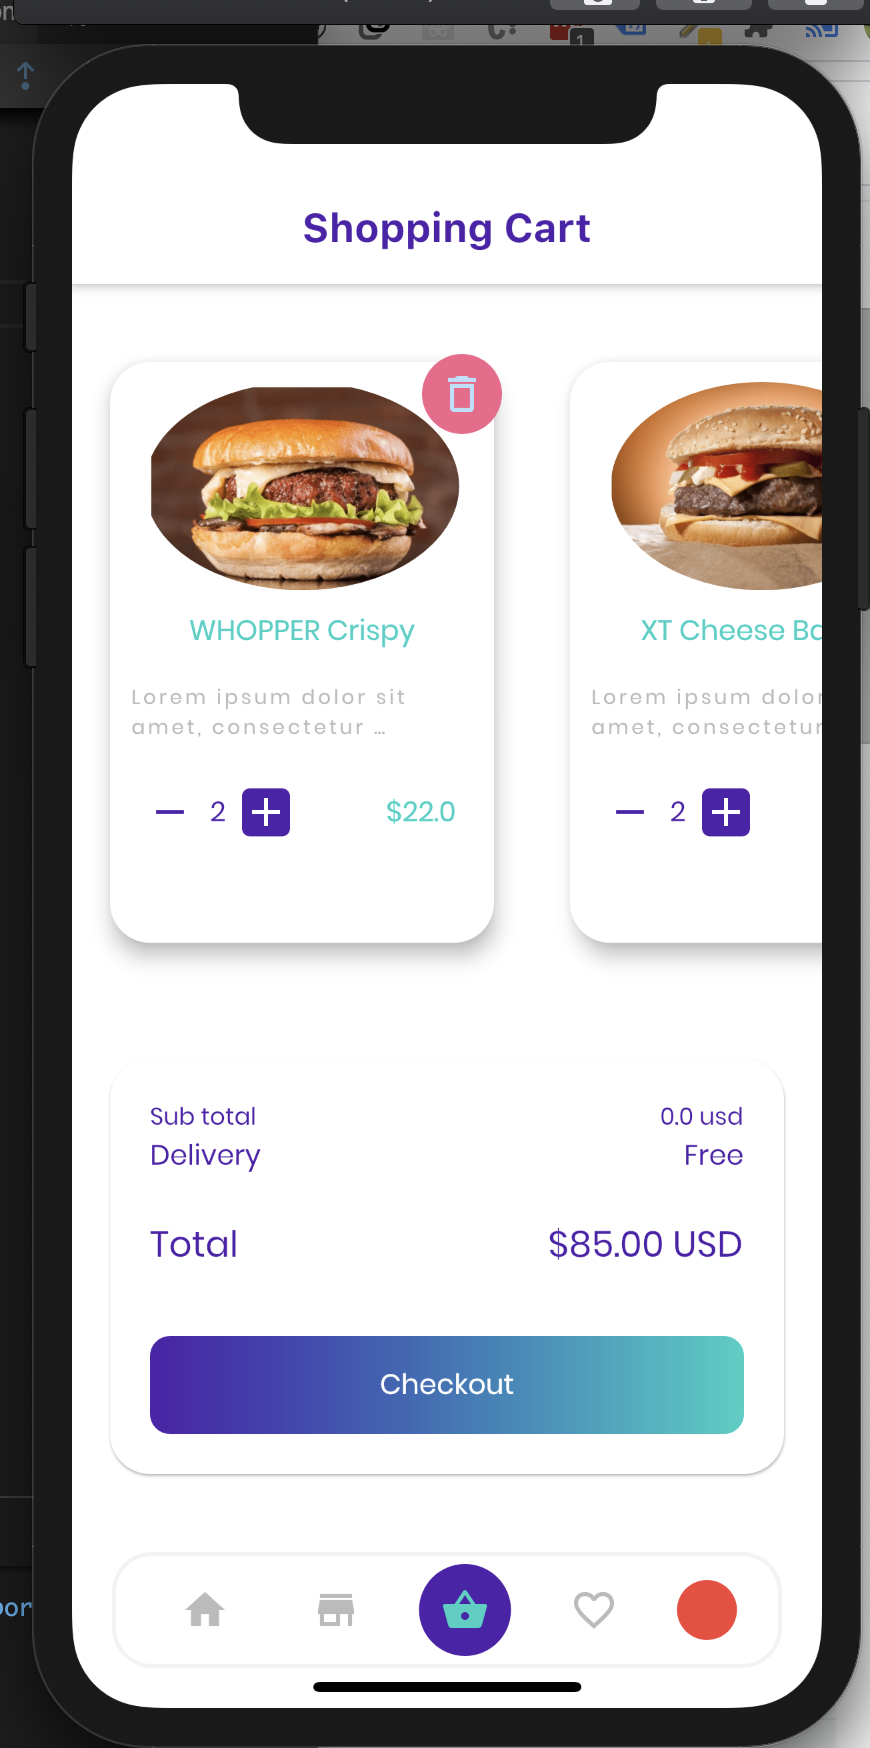 Shopping Cart
WHOPPER Crispy
Lorem ipsum dolor sit
amet, consectetur ...
2
$22.0
XT Cheese
Lorem ipsum dolor
amet, consectetur
2
Sub total
0.0 usd
Delivery
Free
Total
$85.00 USD
Checkout
1